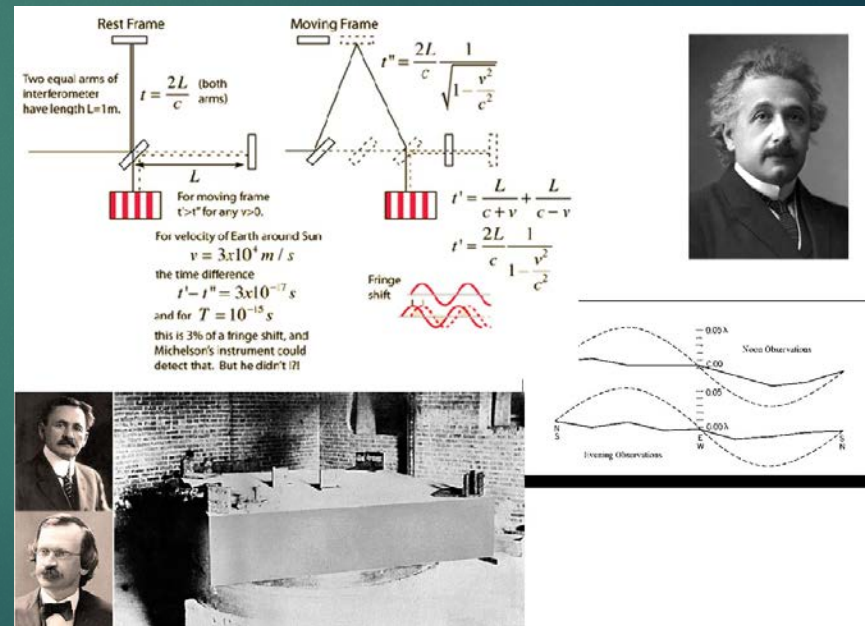 Rest Frame
Two equal arms of
interferometer
have length L=1m.
t = 2L/c (both
arms)
L
Moving Frame
t" = 2L/c 1/√(1 - v²/c²)
For moving frame
t'>t" for any v>0.
t' = L/(c + v) + L/(c - v)
t' = 2L/c 1/(1 - v²/c²)
For velocity of Earth around Sun
v = 3x10⁴ m / s
the time difference
t'- t" = 3x10⁻¹⁷ s
and for T = 10⁻¹⁵ s
this is 3% of a fringe shift, and
Michelson's instrument could
detect that. But he didn't !?!
Fringe
shift
0.05 λ
Noon Observations
0.00
0.05
0.00λ
N
S
E
W
S
N
Evening Observations